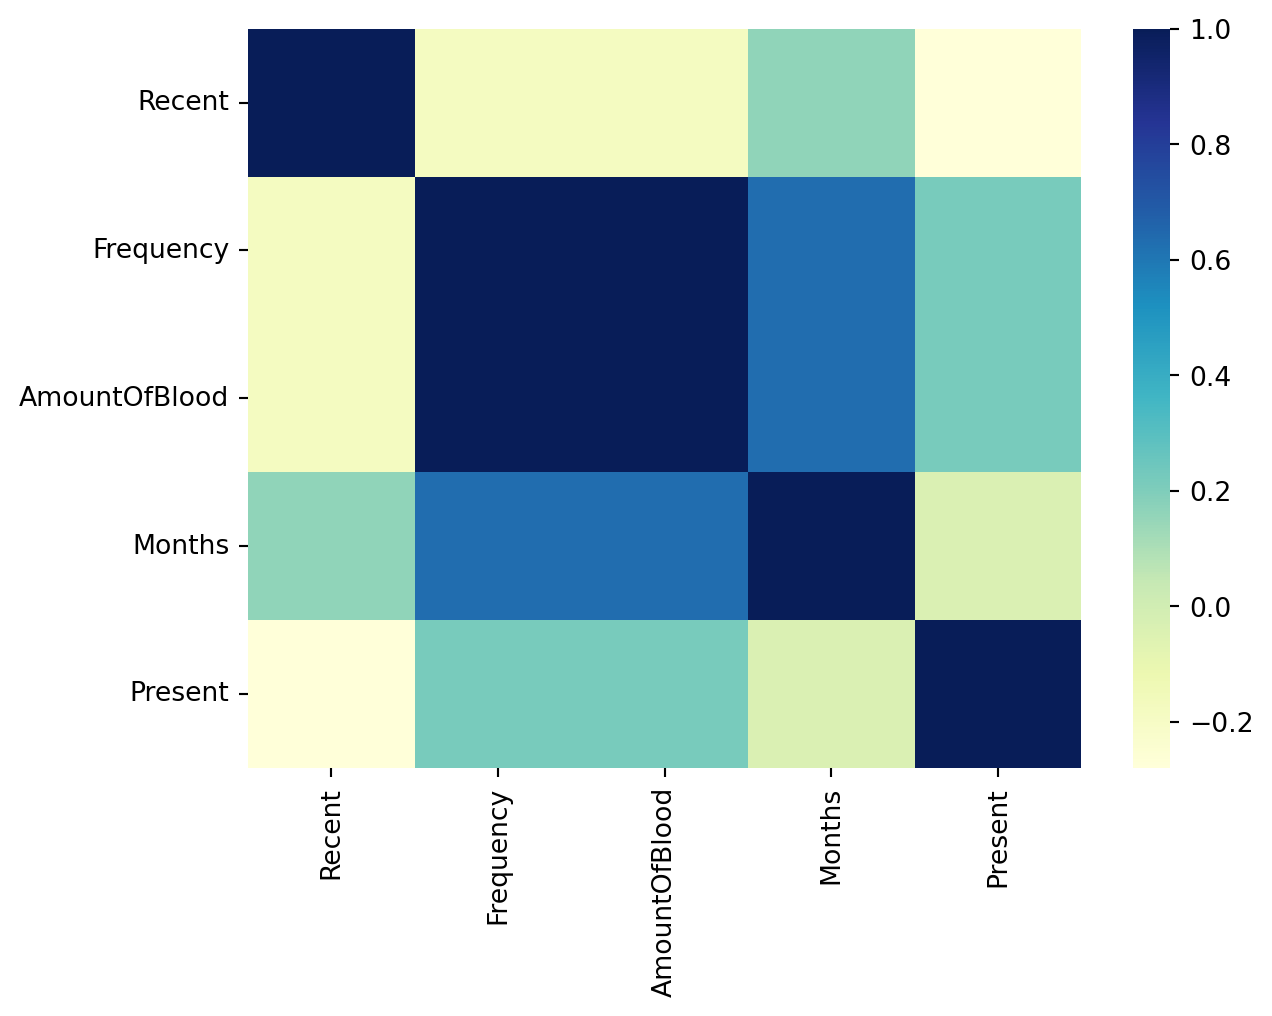 Recent
Frequency
AmountOfBlood
Months
Present
Recent
Frequency
AmountOfBlood
Months
Present
1.0
0.8
0.6
0.4
0.2
0.0
−0.2